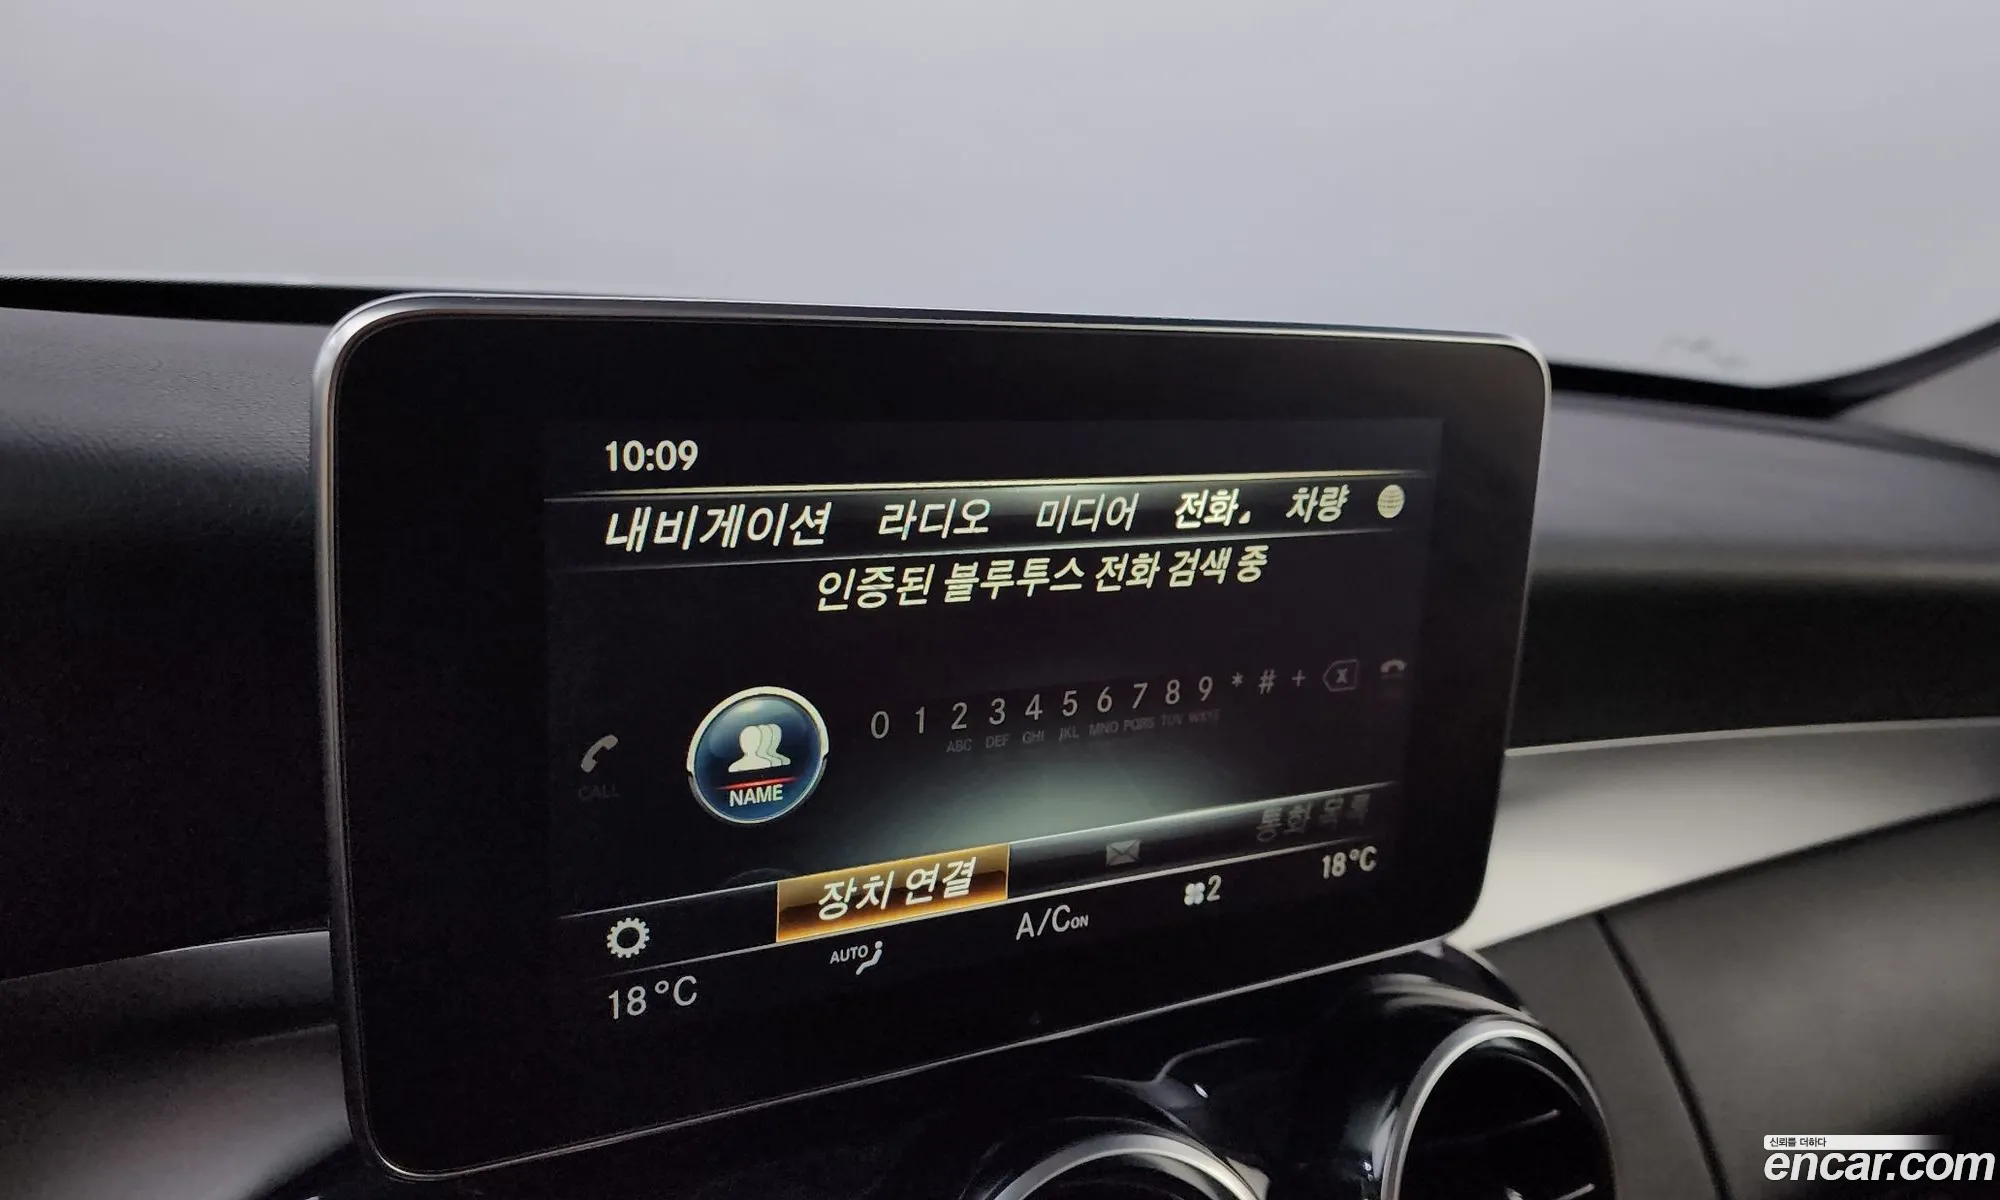 10:09
내비게이션 라디오 미디어 전화 차량
인증된 블루투스 전화 검색 중
0 1 2 3 4 5 6 7 8 9 * # +
ABC DEF GHI JKL MNO PQRS TUV WXYZ
CALL
NAME
통화 목록
장치 연결
18°C AUTO A/C ON 2 18°C
신뢰를 더하다
encar.com